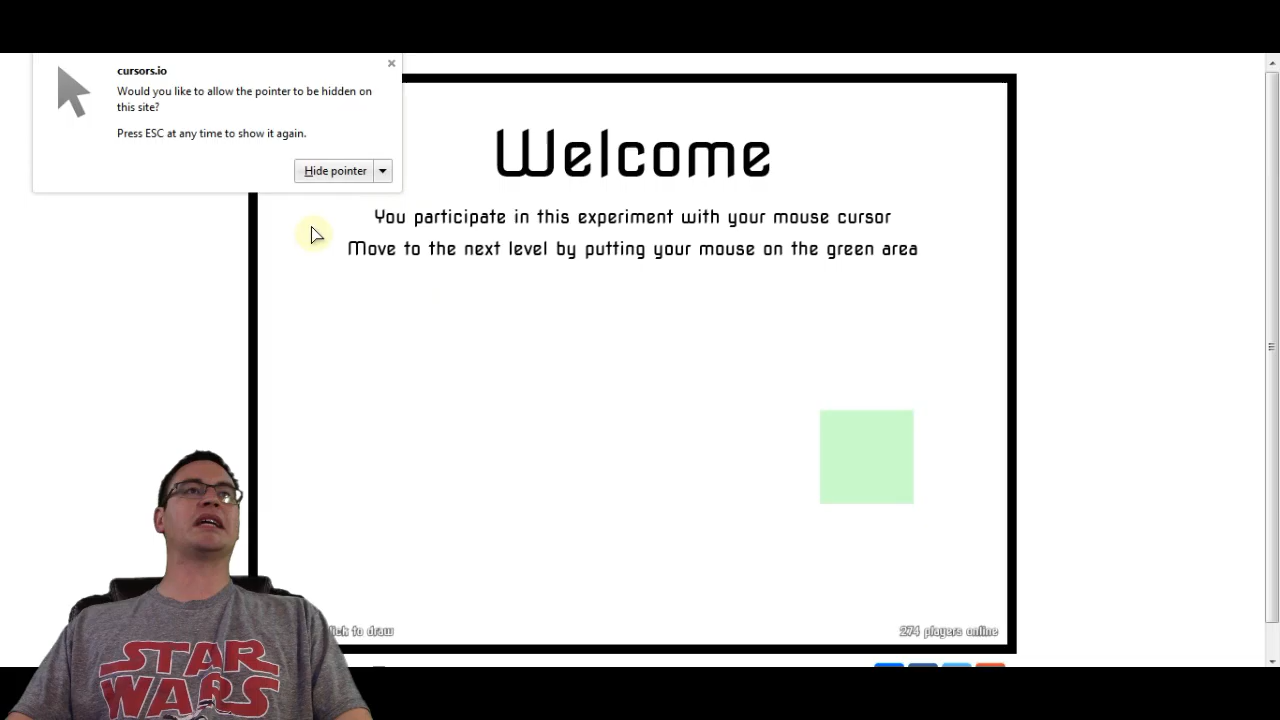 cursors.io
Would you like to allow the pointer to be hidden on
this site?
Press ESC at any time to show it again.
Hide pointer
Welcome
You participate in this experiment with your mouse cursor
Move to the next level by putting your mouse on the green area
to draw
274 players online
STAR
WARS